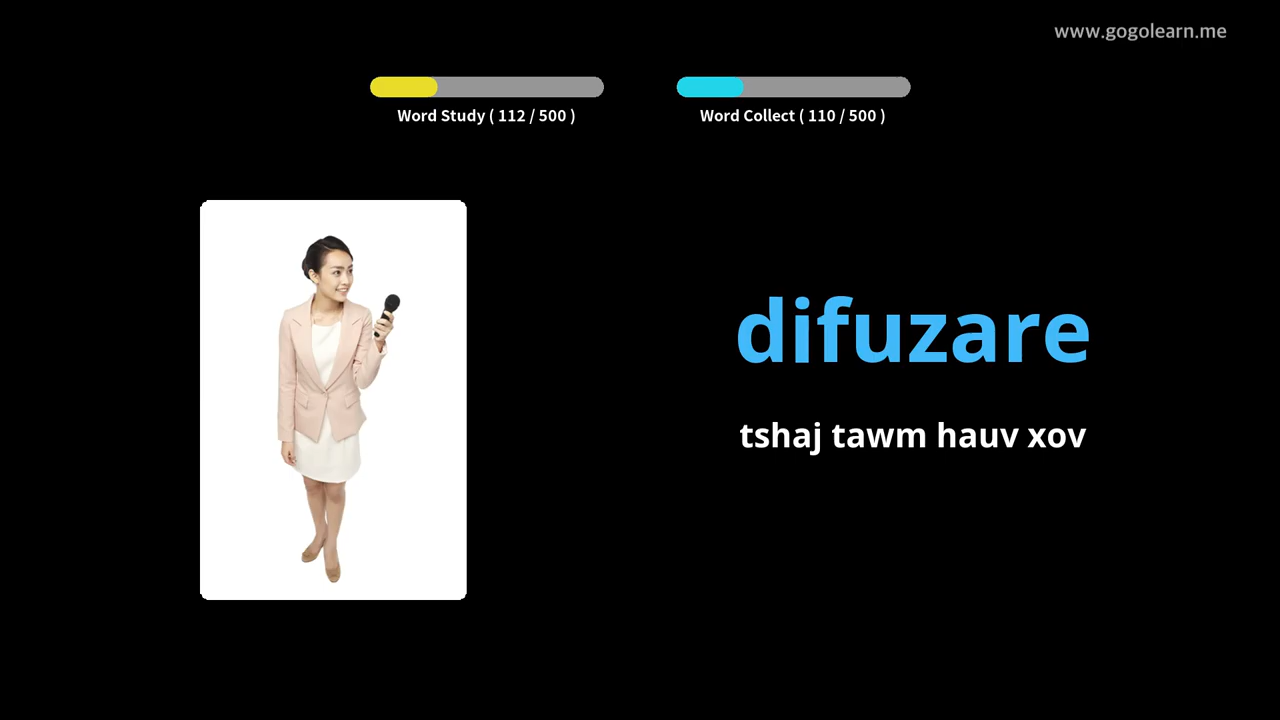 www.gogolearn.me
Word Study ( 112 / 500 )
Word Collect ( 110 / 500 )
difuzare
tshaj tawm hauv xov